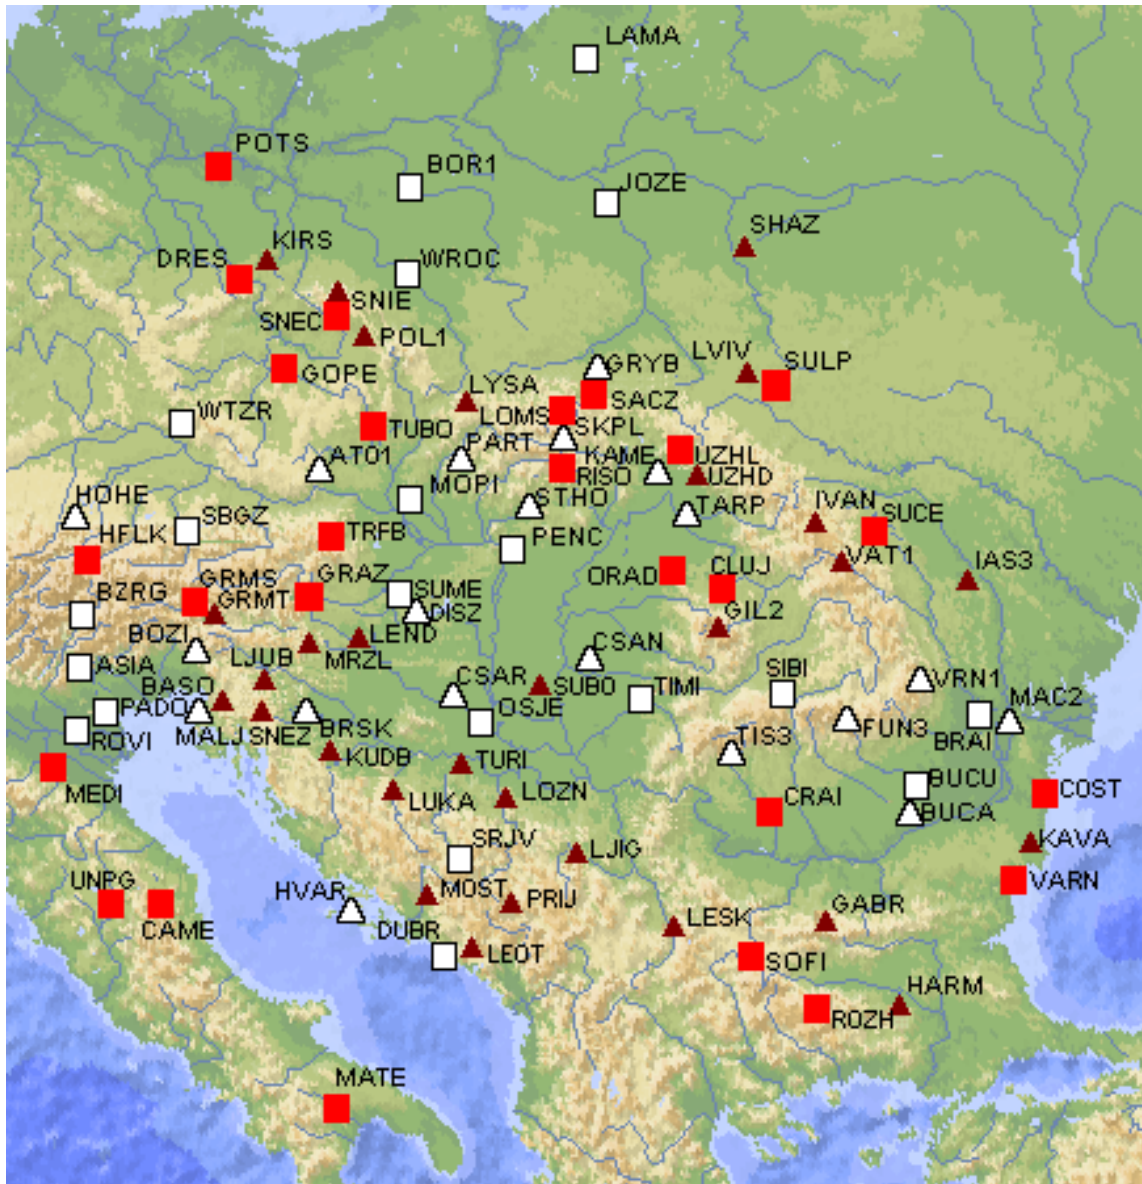 LAMA
POTS
BOR1
JOZE
SHAZ
KIRS
DRES
WROC
SNIE
SNEC
POL1
GRYB
LVIV
SULP
GOPE
LYSA
SACZ
LOMS
WTZR
TUBO
SKPL
PART
KAME
UZHL
AT01
RISO
UZHD
MOPI
HOHE
STHO
TARP
IVAN
SUCE
SBGZ
HFLK
TRFB
PENC
VAT1
CLUJ
ORAD
IAS3
GRMS
GRAZ
SUME
BZRG
GRMT
DISZ
GIL2
BOZI
LEND
CSAN
LJUB
MRZL
ASIA
SIBI
CSAR
VRN1
BASO
SUBO
TIMI
MAC2
PADO
OSJE
BRSK
FUN3
ROVI
MALJ
SNEZ
BRAI
TIS3
KUDB
TURI
BUCU
MEDI
LUKA
LOZN
CRAI
COST
BUCA
SRJV
KAVA
LJIG
UNPG
VARN
HVAR
MOST
PRIJ
GABR
CAME
DUBR
LESK
LEOT
SOFI
HARM
ROZH
MATE